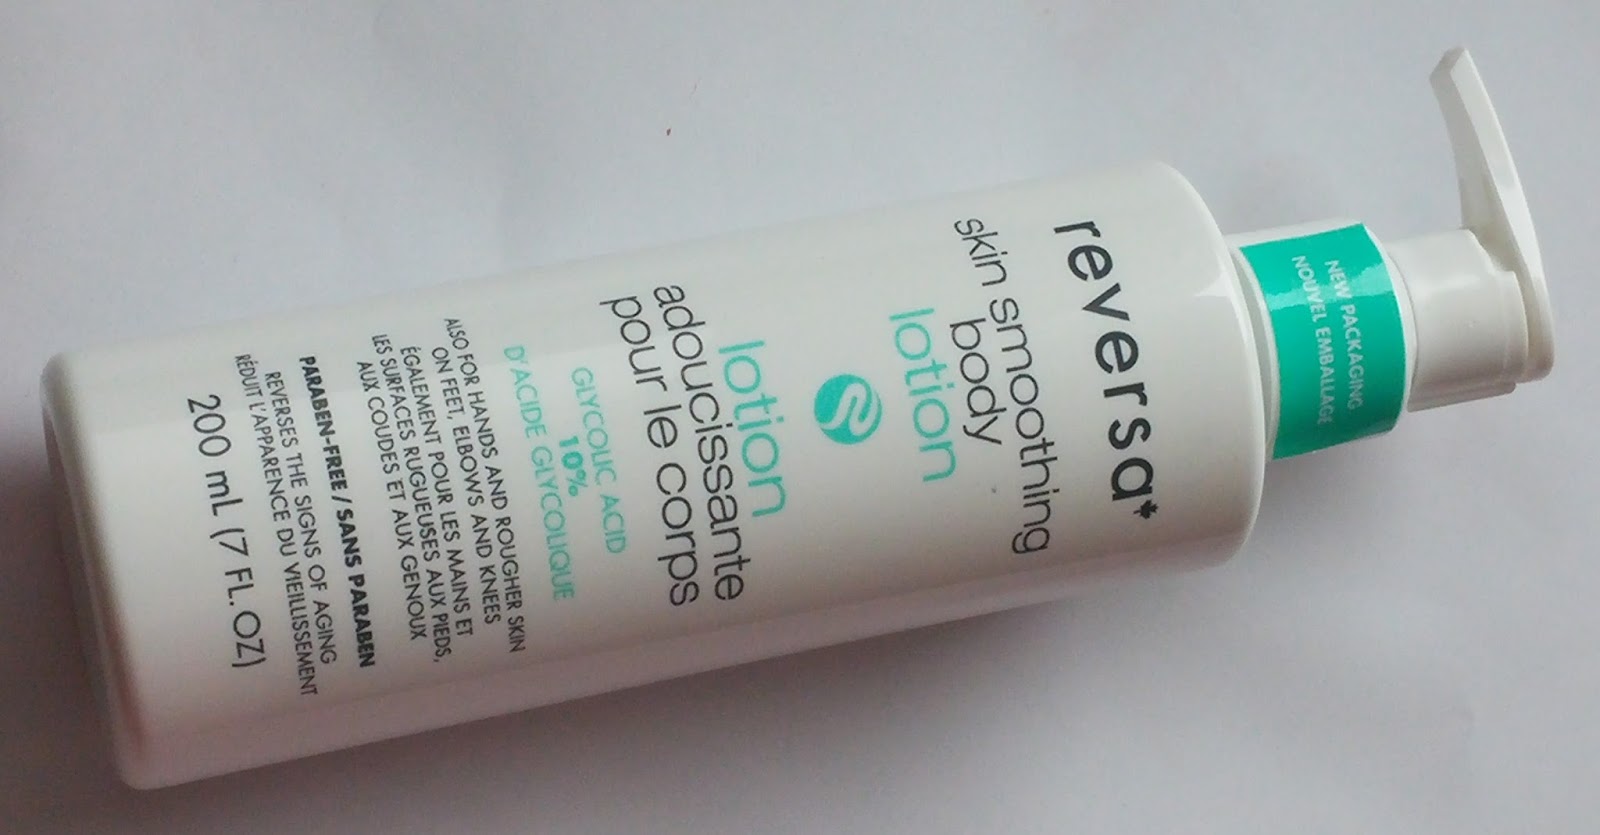 NEW PACKAGING
NOUVEL EMBALLAGE
reversa
skin smoothing
body
lotion
lotion
adoucissante
pour le corps
GLYCOLIC ACID
10%
D'ACIDE GLYCOLIQUE
ALSO FOR HANDS AND ROUGHER SKIN
ON FEET, ELBOWS AND KNEES
ÉGALEMENT POUR LES MAINS ET
LES SURFACES RUGUEUSES AUX PIEDS,
AUX COUDES ET AUX GENOUX
PARABEN-FREE / SANS PARABEN
REVERSES THE SIGNS OF AGING
RÉDUIT L'APPARENCE DU VIEILLISSEMENT
200 mL (7 FL. OZ)